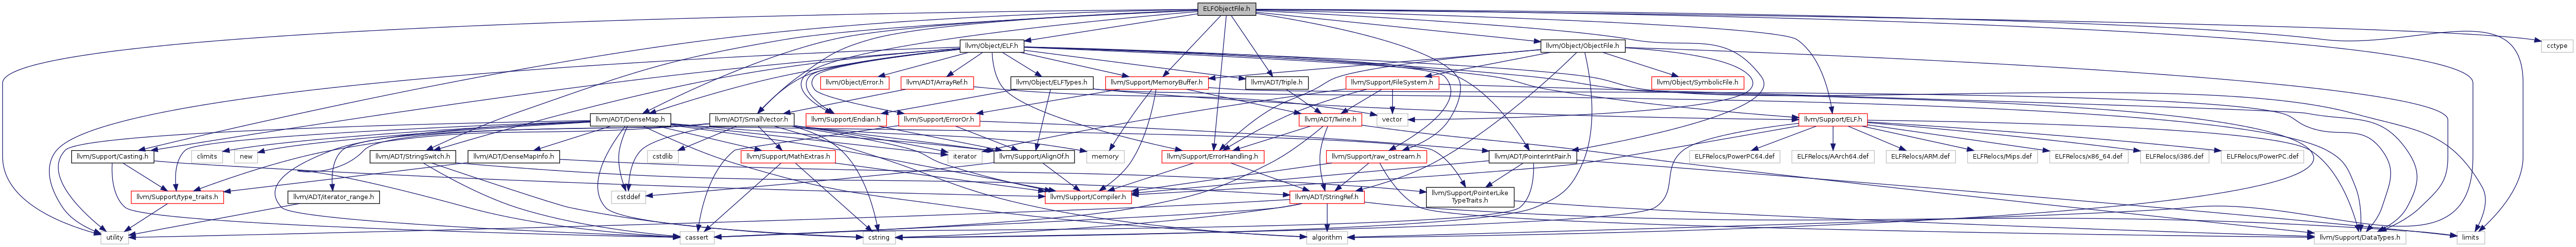 ELFObjectFile.h
llvm/Object/ELF.h
llvm/Object/ObjectFile.h
cctype
llvm/Object/Error.h
llvm/ADT/ArrayRef.h
llvm/Object/ELFTypes.h
llvm/Support/MemoryBuffer.h
llvm/ADT/Triple.h
llvm/Support/FileSystem.h
llvm/Object/SymbolicFile.h
llvm/ADT/DenseMap.h
llvm/ADT/SmallVector.h
llvm/Support/Endian.h
llvm/Support/ErrorOr.h
llvm/ADT/Twine.h
vector
llvm/Support/ELF.h
llvm/Support/Casting.h
climits
new
llvm/ADT/StringSwitch.h
llvm/ADT/DenseMapInfo.h
cstdlib
llvm/Support/MathExtras.h
iterator
llvm/Support/AlignOf.h
memory
llvm/Support/ErrorHandling.h
llvm/Support/raw_ostream.h
llvm/ADT/PointerIntPair.h
ELFRelocs/PowerPC64.def
ELFRelocs/AArch64.def
ELFRelocs/ARM.def
ELFRelocs/Mips.def
ELFRelocs/x86_64.def
ELFRelocs/i386.def
ELFRelocs/PowerPC.def
llvm/Support/type_traits.h
llvm/ADT/iterator_range.h
cstddef
llvm/Support/Compiler.h
llvm/ADT/StringRef.h
llvm/Support/PointerLike
TypeTraits.h
utility
cassert
cstring
algorithm
llvm/Support/DataTypes.h
limits